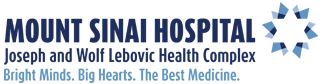 MOUNT SINAI HOSPITAL
Joseph and Wolf Lebovic Health Complex
Bright Minds. Big Hearts. The Best Medicine.